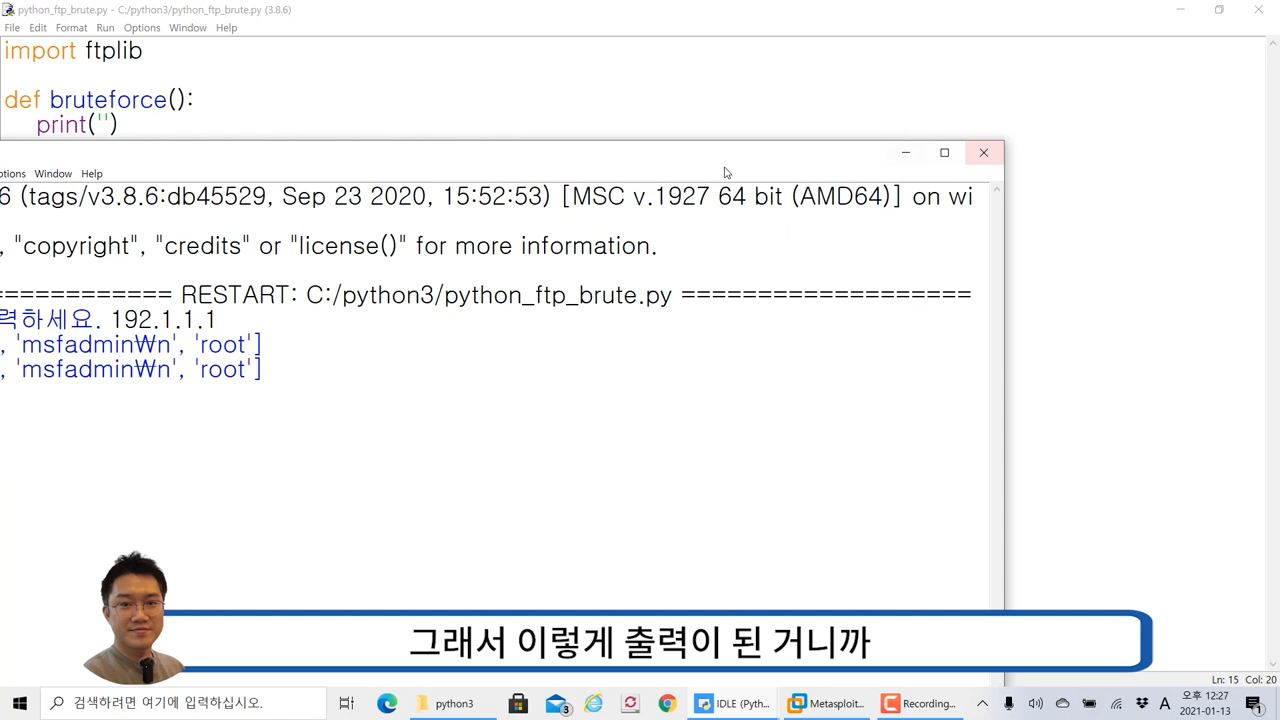 python_ftp_brute.py - C:/python3/python_ftp_brute.py (3.8.6)
File Edit Format Run Options Window Help
import ftplib
def bruteforce():
print('')
ptions Window Help
6 (tags/v3.8.6:db45529, Sep 23 2020, 15:52:53) [MSC v.1927 64 bit (AMD64)] on wi
, "copyright", "credits" or "license()" for more information.
============ RESTART: C:/python3/python_ftp_brute.py ===================
력하세요. 192.1.1.1
, 'msfadmin₩n', 'root']
, 'msfadmin₩n', 'root']
그래서 이렇게 출력이 된 거니까
Ln: 15 Col: 20
검색하려면 여기에 입력하십시오.
3
python3
IDLE (Pyth...
Metasploit...
Recording...
A
오후 12:27
2021-01-13
1